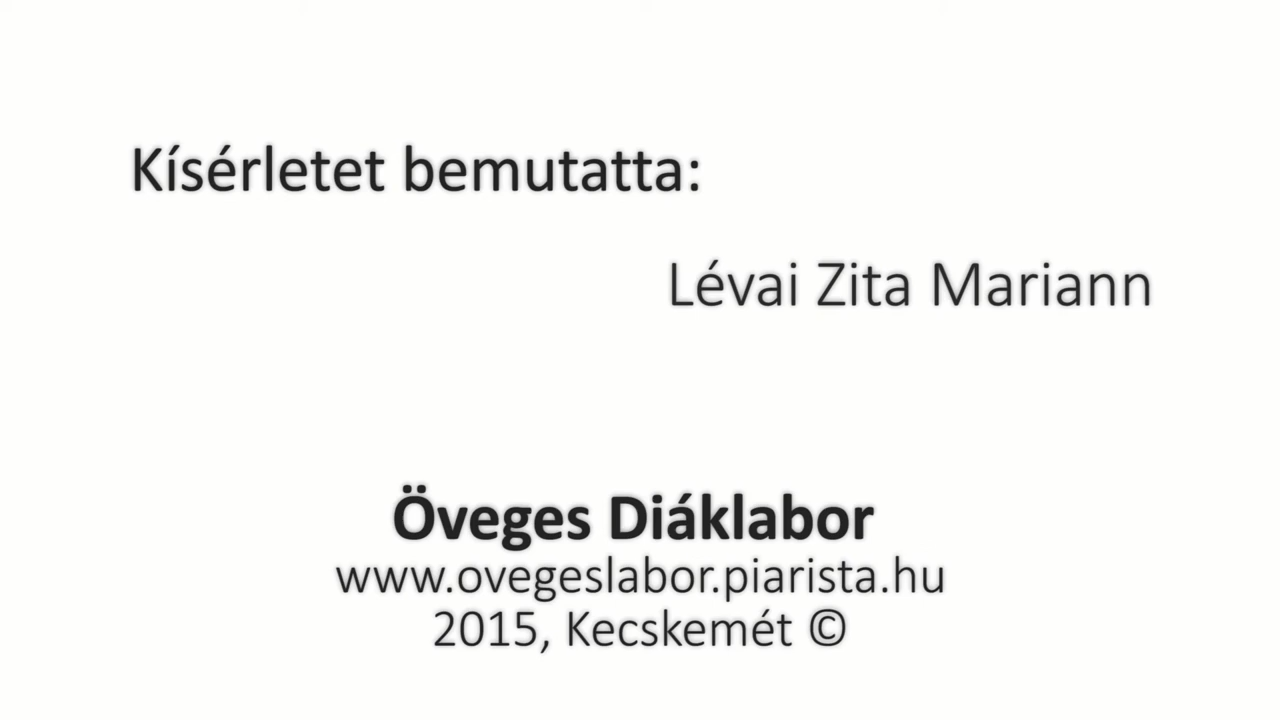 Kísérletet bemutatta:
Lévai Zita Mariann
Öveges Diáklabor
www.ovegeslabor.piarista.hu
2015, Kecskemét ©